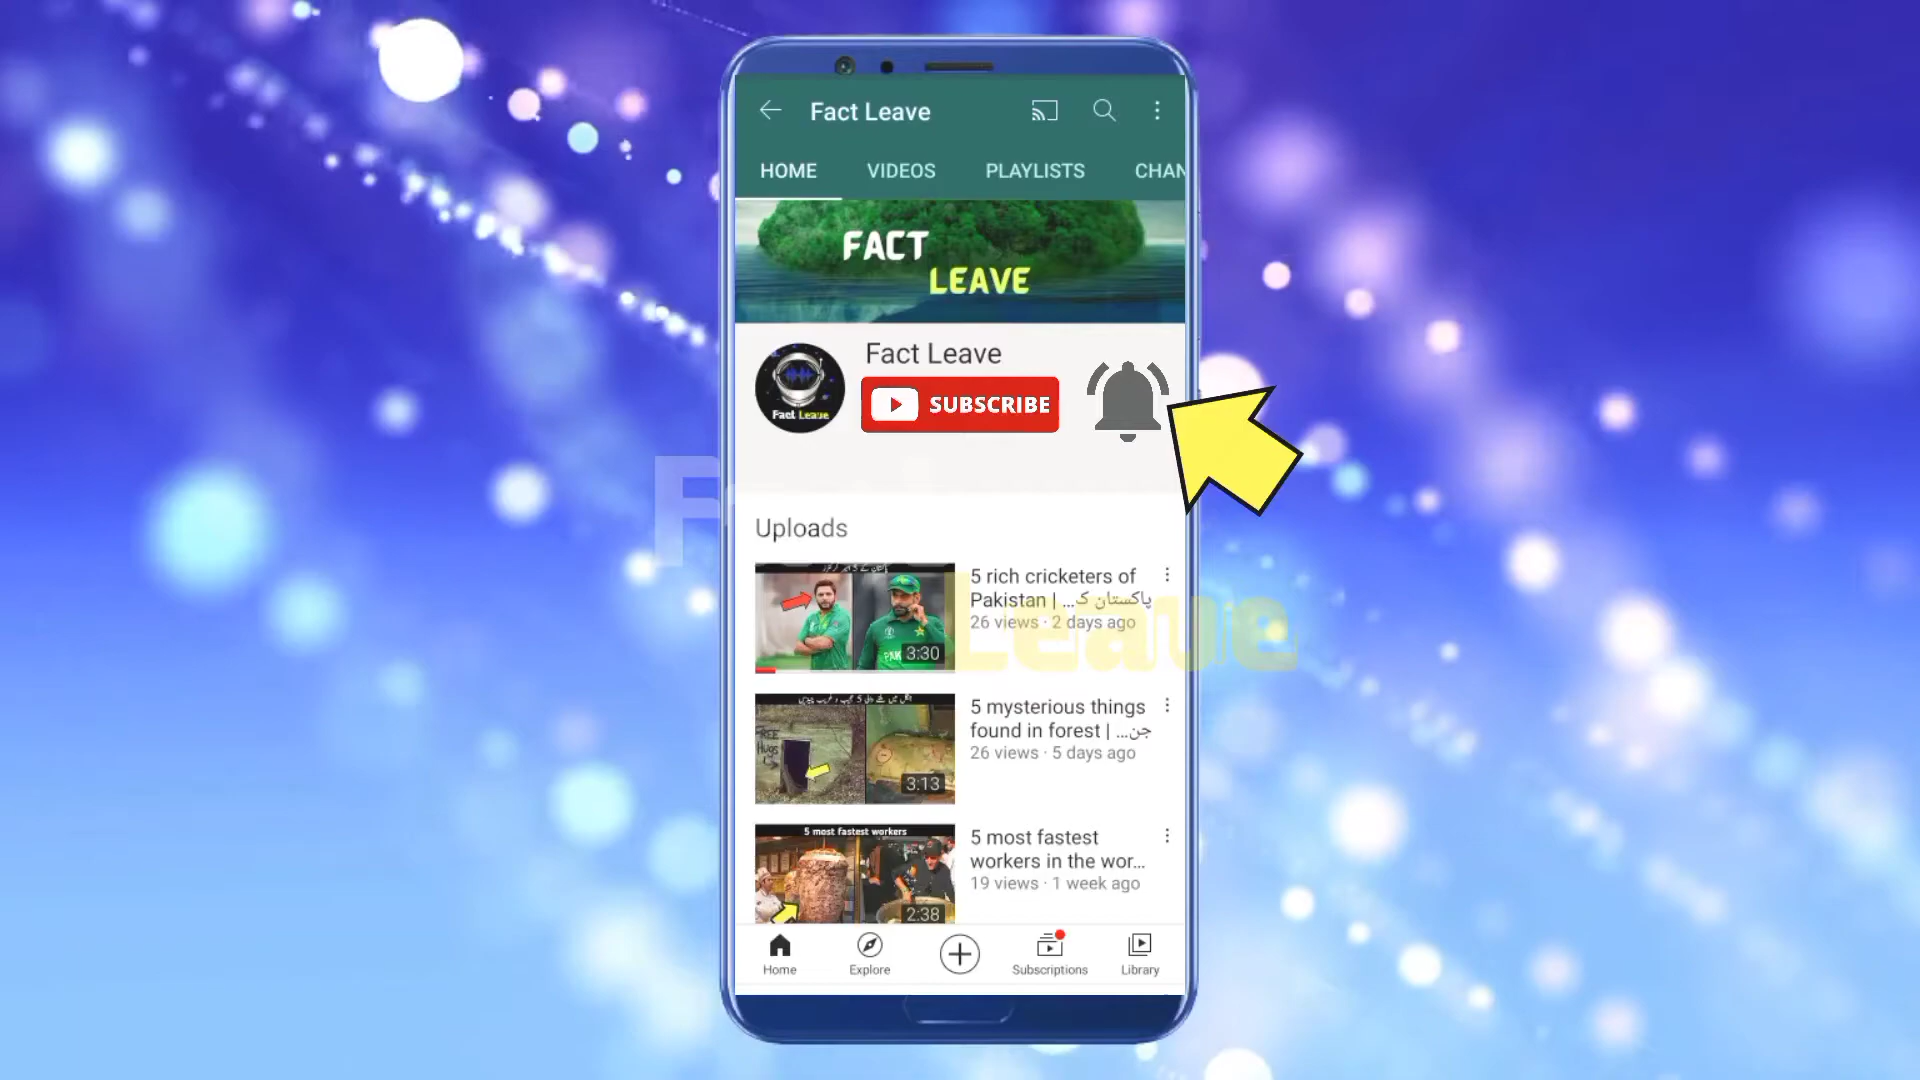 Fact Leave
HOME VIDEOS PLAYLISTS CHAN
FACT
LEAVE
Fact Leave
Fact Leave
SUBSCRIBE
Uploads
5 rich cricketers of
Pakistan | ...پاکستان ک
26 views · 2 days ago
3:30
5 mysterious things
found in forest | ...جن
26 views · 5 days ago
FREE
HUGS
3:13
5 most fastest workers
5 most fastest
workers in the wor...
19 views · 1 week ago
2:38
Leave
Home Explore Subscriptions Library